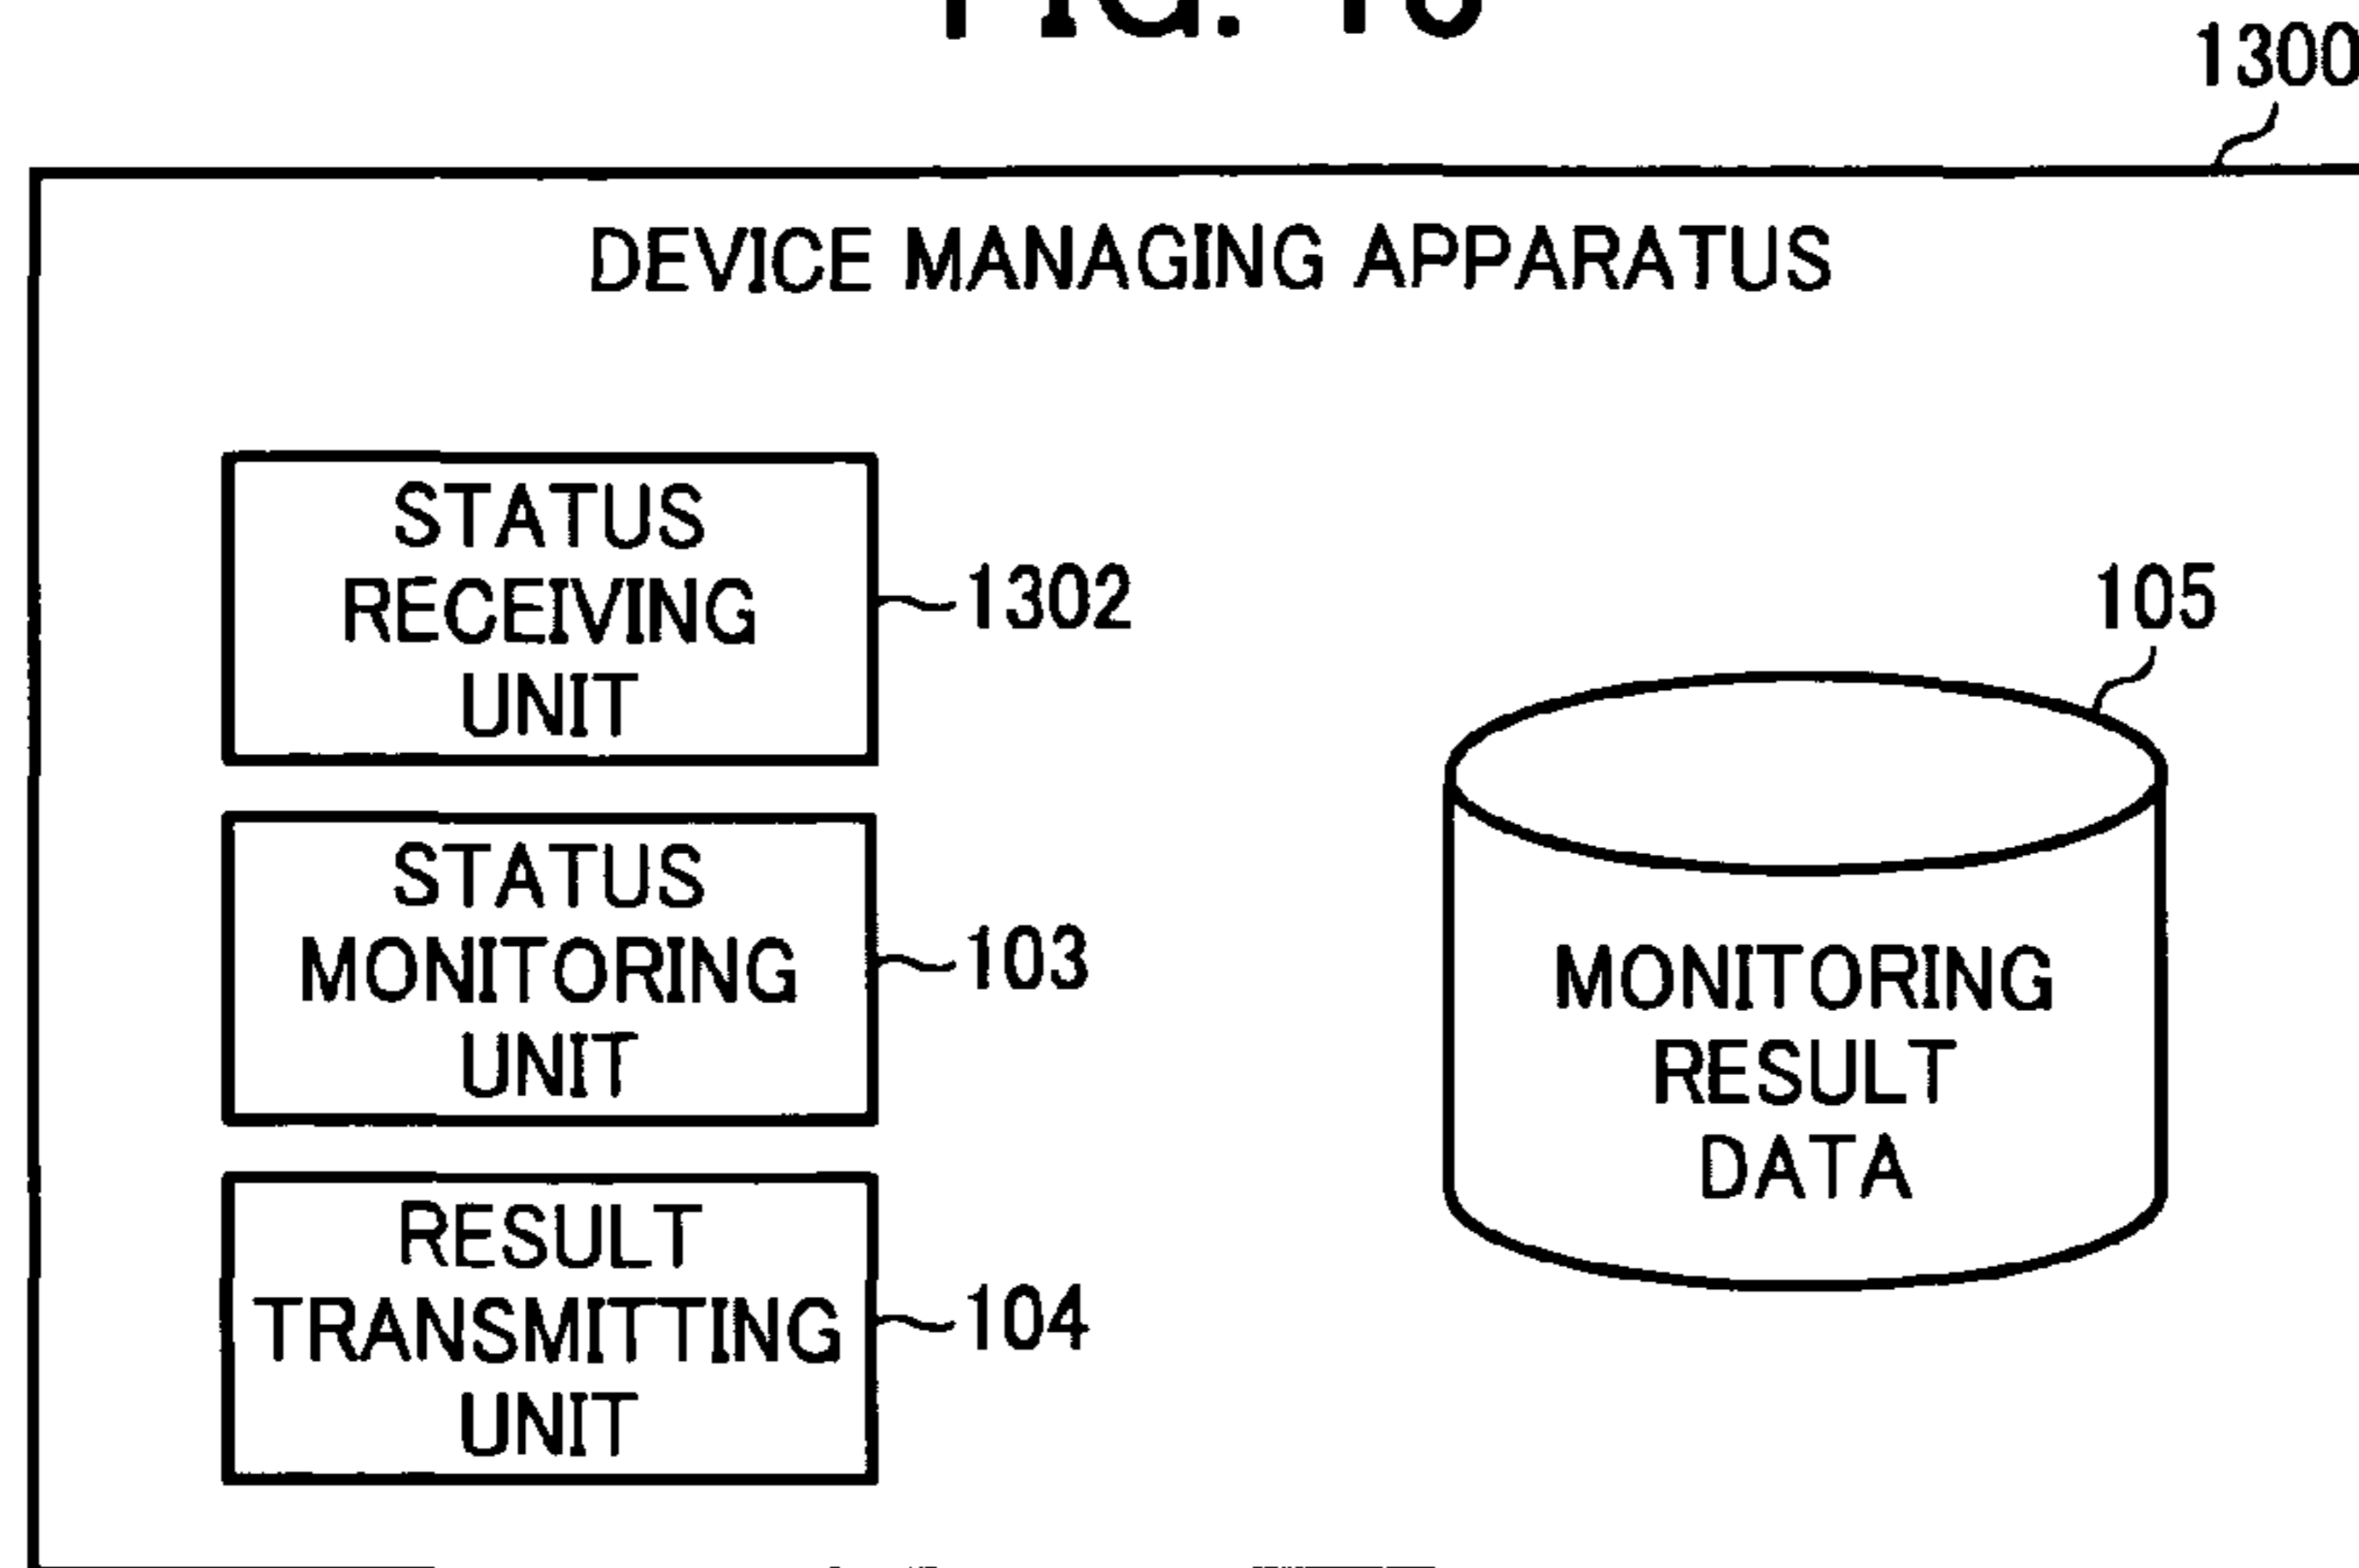 1300
DEVICE MANAGING APPARATUS
STATUS
RECEIVING
UNIT
1302
STATUS
MONITORING
UNIT
103
RESULT
TRANSMITTING
UNIT
104
105
MONITORING
RESULT
DATA